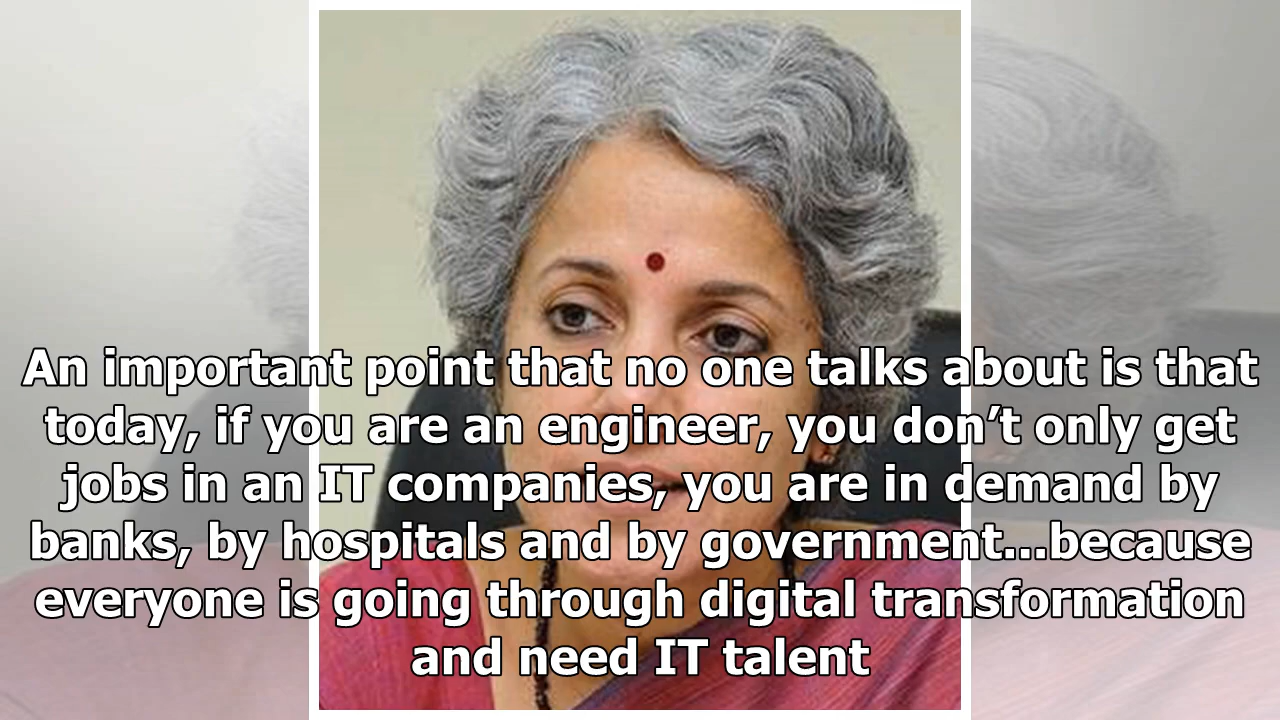 An important point that no one talks about is that
today, if you are an engineer, you don’t only get
jobs in an IT companies, you are in demand by
banks, by hospitals and by government...because
everyone is going through digital transformation
and need IT talent